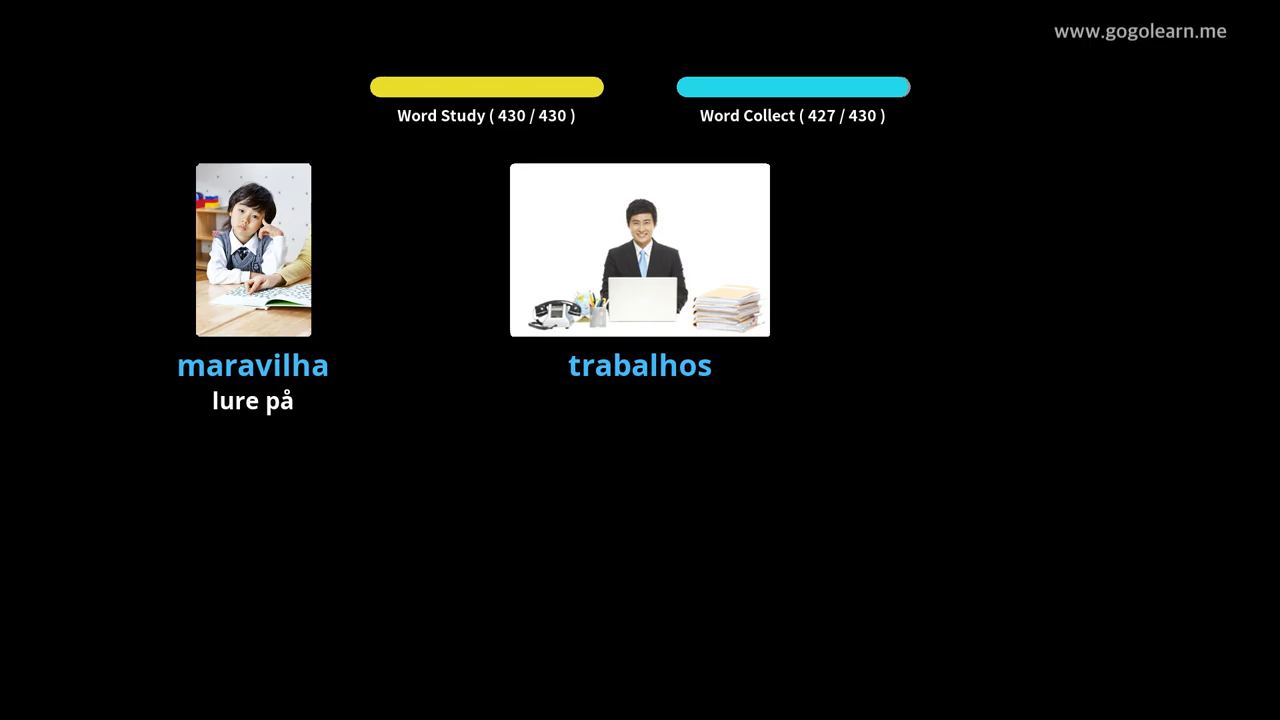 www.gogolearn.me
Word Study ( 430 / 430 )
Word Collect ( 427 / 430 )
maravilha
lure på
trabalhos